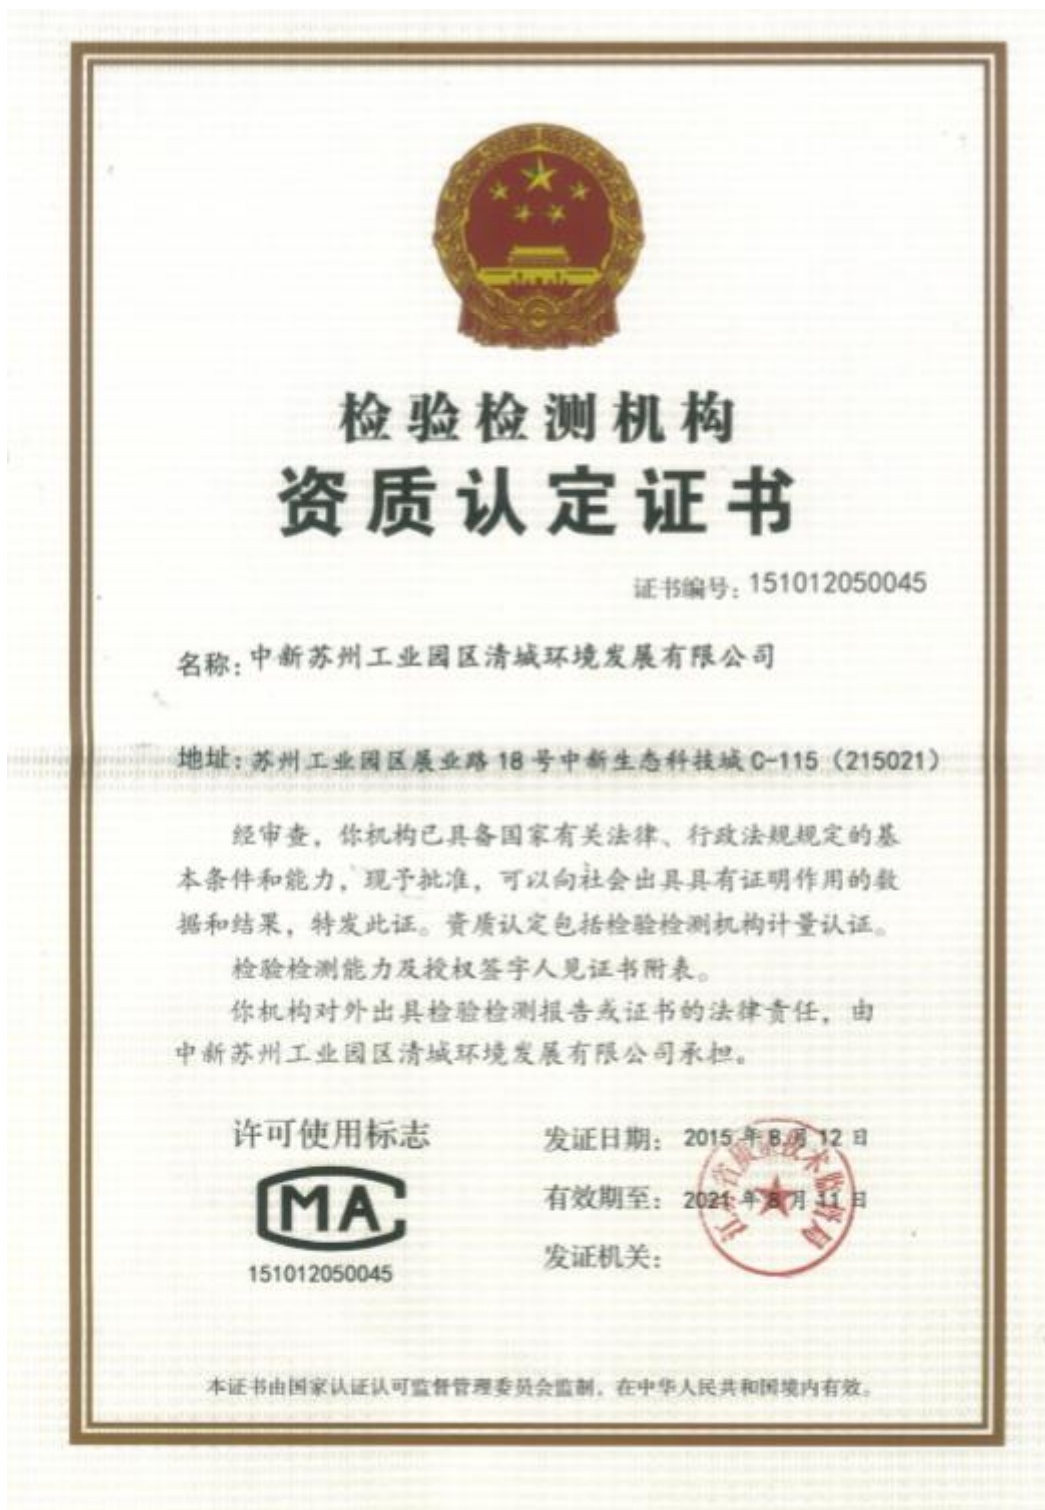 检验检测机构
资质认定证书
证书编号：151012050045
名称：中新苏州工业园区清城环境发展有限公司
地址：苏州工业园区展业路18号中新生态科技城C-115（215021）
经审查，你机构已具备国家有关法律、行政法规规定的基
本条件和能力，现予批准，可以向社会出具具有证明作用的数
据和结果，特发此证。资质认定包括检验检测机构计量认证。
检验检测能力及授权签字人见证书附表。
你机构对外出具检验检测报告或证书的法律责任，由
中新苏州工业园区清城环境发展有限公司承担。
许可使用标志
MA
151012050045
发证日期：2015年8月12日
有效期至：2021年8月11日
发证机关：
江苏省质量技术监督局
本证书由国家认证认可监督管理委员会监制，在中华人民共和国境内有效。